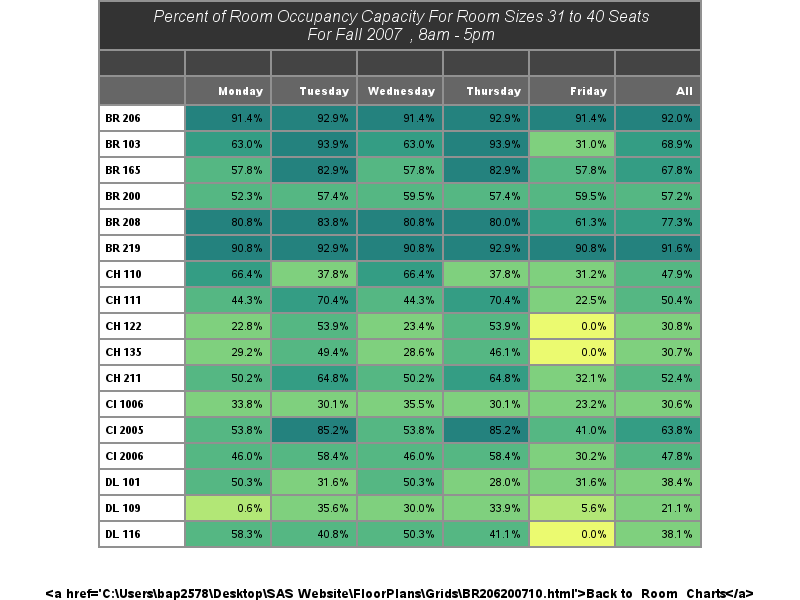 Percent of Room Occupancy Capacity For Room Sizes 31 to 40 Seats
For Fall 2007 , 8am - 5pm
Monday Tuesday Wednesday Thursday Friday All
BR 206 91.4% 92.9% 91.4% 92.9% 91.4% 92.0%
BR 103 63.0% 93.9% 63.0% 93.9% 31.0% 68.9%
BR 165 57.8% 82.9% 57.8% 82.9% 57.8% 67.8%
BR 200 52.3% 57.4% 59.5% 57.4% 59.5% 57.2%
BR 208 80.8% 83.8% 80.8% 80.0% 61.3% 77.3%
BR 219 90.8% 92.9% 90.8% 92.9% 90.8% 91.6%
CH 110 66.4% 37.8% 66.4% 37.8% 31.2% 47.9%
CH 111 44.3% 70.4% 44.3% 70.4% 22.5% 50.4%
CH 122 22.8% 53.9% 23.4% 53.9% 0.0% 30.8%
CH 135 29.2% 49.4% 28.6% 46.1% 0.0% 30.7%
CH 211 50.2% 64.8% 50.2% 64.8% 32.1% 52.4%
CI 1006 33.8% 30.1% 35.5% 30.1% 23.2% 30.6%
CI 2005 53.8% 85.2% 53.8% 85.2% 41.0% 63.8%
CI 2006 46.0% 58.4% 46.0% 58.4% 30.2% 47.8%
DL 101 50.3% 31.6% 50.3% 28.0% 31.6% 38.4%
DL 109 0.6% 35.6% 30.0% 33.9% 5.6% 21.1%
DL 116 58.3% 40.8% 50.3% 41.1% 0.0% 38.1%
<a href='C:\Users\bap2578\Desktop\SAS Website\FloorPlans\Grids\BR206200710.html'>Back to Room Charts</a>